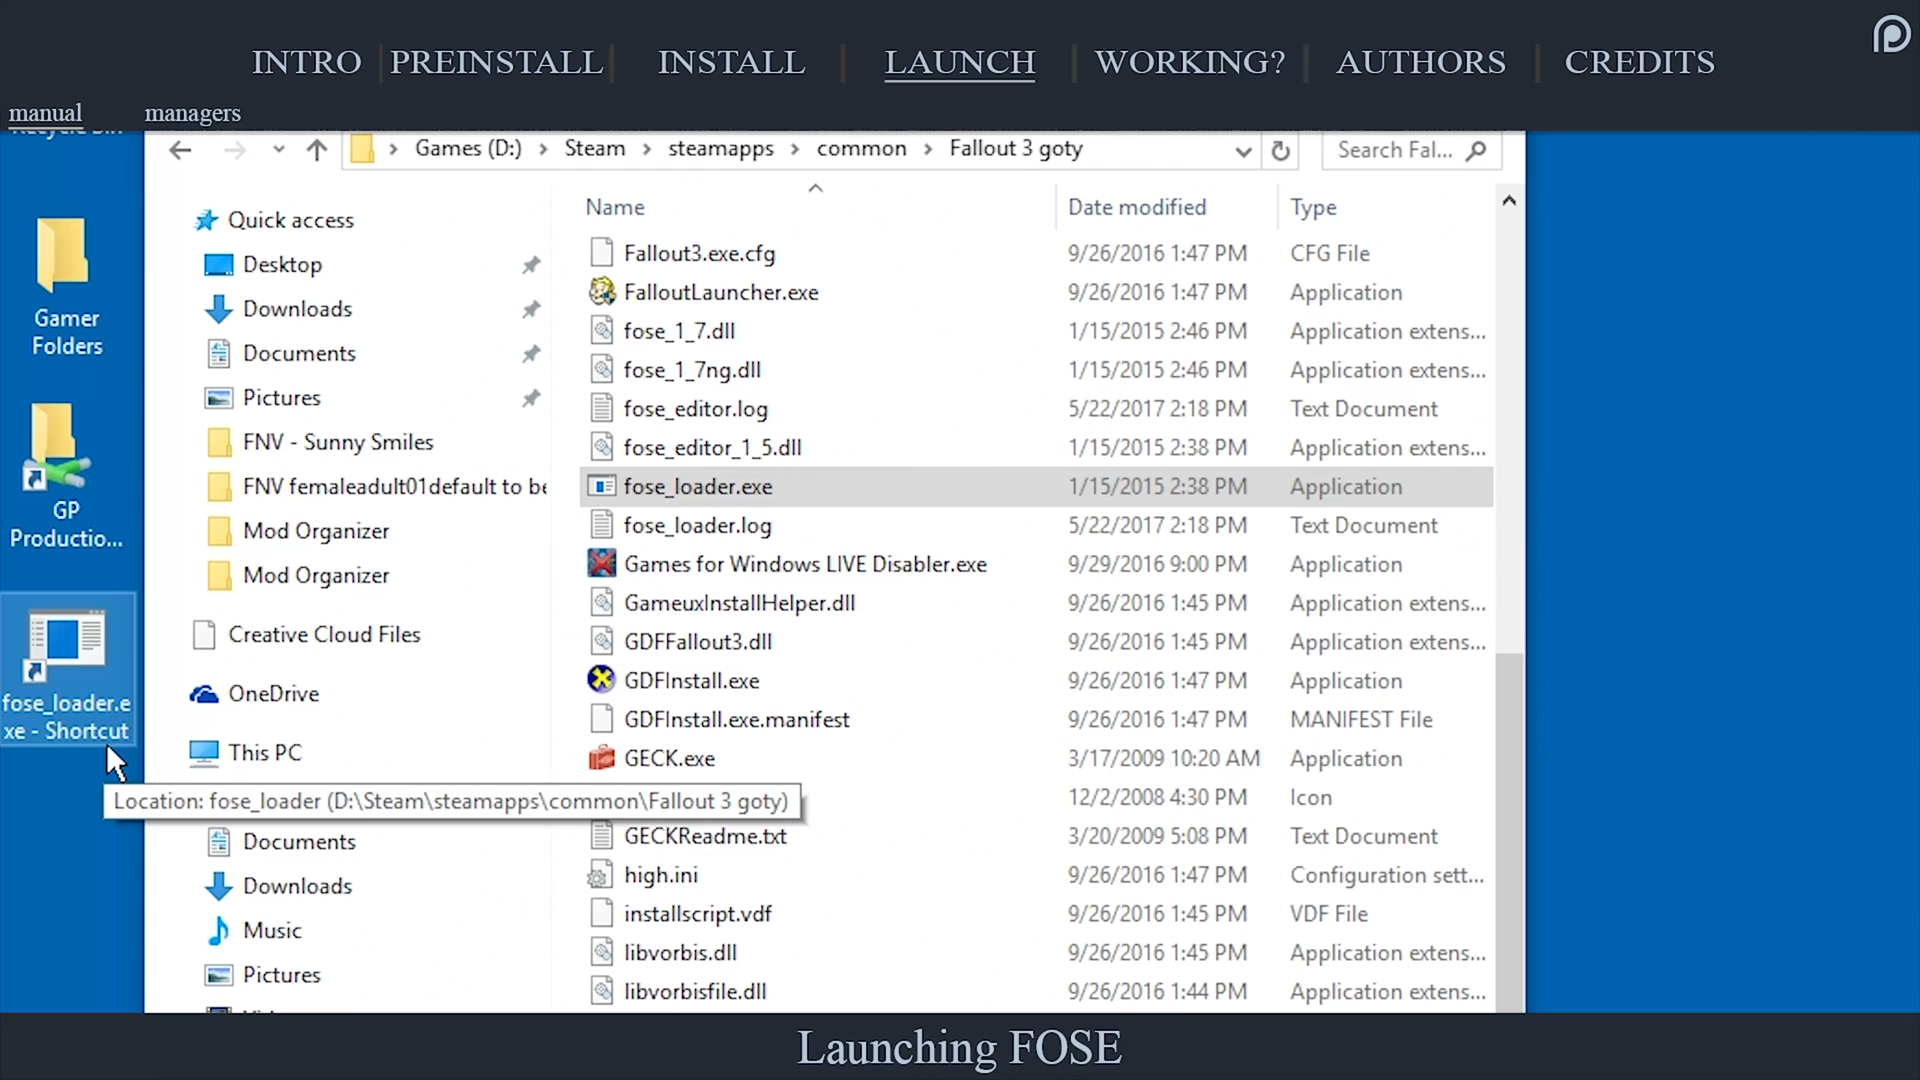 INTRO PREINSTALL INSTALL LAUNCH WORKING? AUTHORS CREDITS
manual managers
Games (D:) Steam steamapps common Fallout 3 goty Search Fal...
Gamer
Folders
GP
Productio...
fose_loader.e
xe - Shortcut
Quick access
Desktop
Downloads
Documents
Pictures
FNV - Sunny Smiles
FNV femaleadult01default to be
Mod Organizer
Mod Organizer
Creative Cloud Files
OneDrive
This PC
Location: fose_loader (D:\Steam\steamapps\common\Fallout 3 goty)
Documents
Downloads
Music
Pictures
Name Date modified Type
Fallout3.exe.cfg 9/26/2016 1:47 PM CFG File
FalloutLauncher.exe 9/26/2016 1:47 PM Application
fose_1_7.dll 1/15/2015 2:46 PM Application extens...
fose_1_7ng.dll 1/15/2015 2:46 PM Application extens...
fose_editor.log 5/22/2017 2:18 PM Text Document
fose_editor_1_5.dll 1/15/2015 2:38 PM Application extens...
fose_loader.exe 1/15/2015 2:38 PM Application
fose_loader.log 5/22/2017 2:18 PM Text Document
Games for Windows LIVE Disabler.exe 9/29/2016 9:00 PM Application
GameuxInstallHelper.dll 9/26/2016 1:45 PM Application extens...
GDFFallout3.dll 9/26/2016 1:45 PM Application extens...
GDFInstall.exe 9/26/2016 1:47 PM Application
GDFInstall.exe.manifest 9/26/2016 1:47 PM MANIFEST File
GECK.exe 3/17/2009 10:20 AM Application
12/2/2008 4:30 PM Icon
GECKReadme.txt 3/20/2009 5:08 PM Text Document
high.ini 9/26/2016 1:47 PM Configuration sett...
installscript.vdf 9/26/2016 1:45 PM VDF File
libvorbis.dll 9/26/2016 1:45 PM Application extens...
libvorbisfile.dll 9/26/2016 1:44 PM Application extens...
Launching FOSE